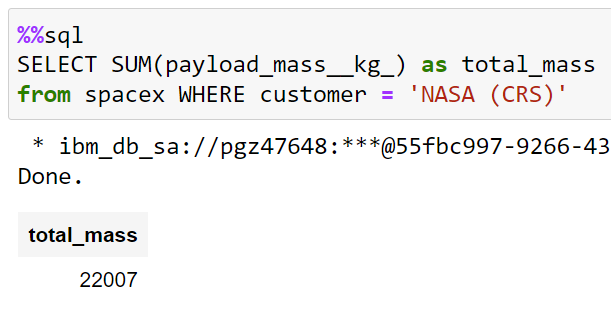 %%sql
SELECT SUM(payload_mass__kg_) as total_mass
from spacex WHERE customer = 'NASA (CRS)'
* ibm_db_sa://pgz47648:***@55fbc997-9266-43
Done.
total_mass
22007